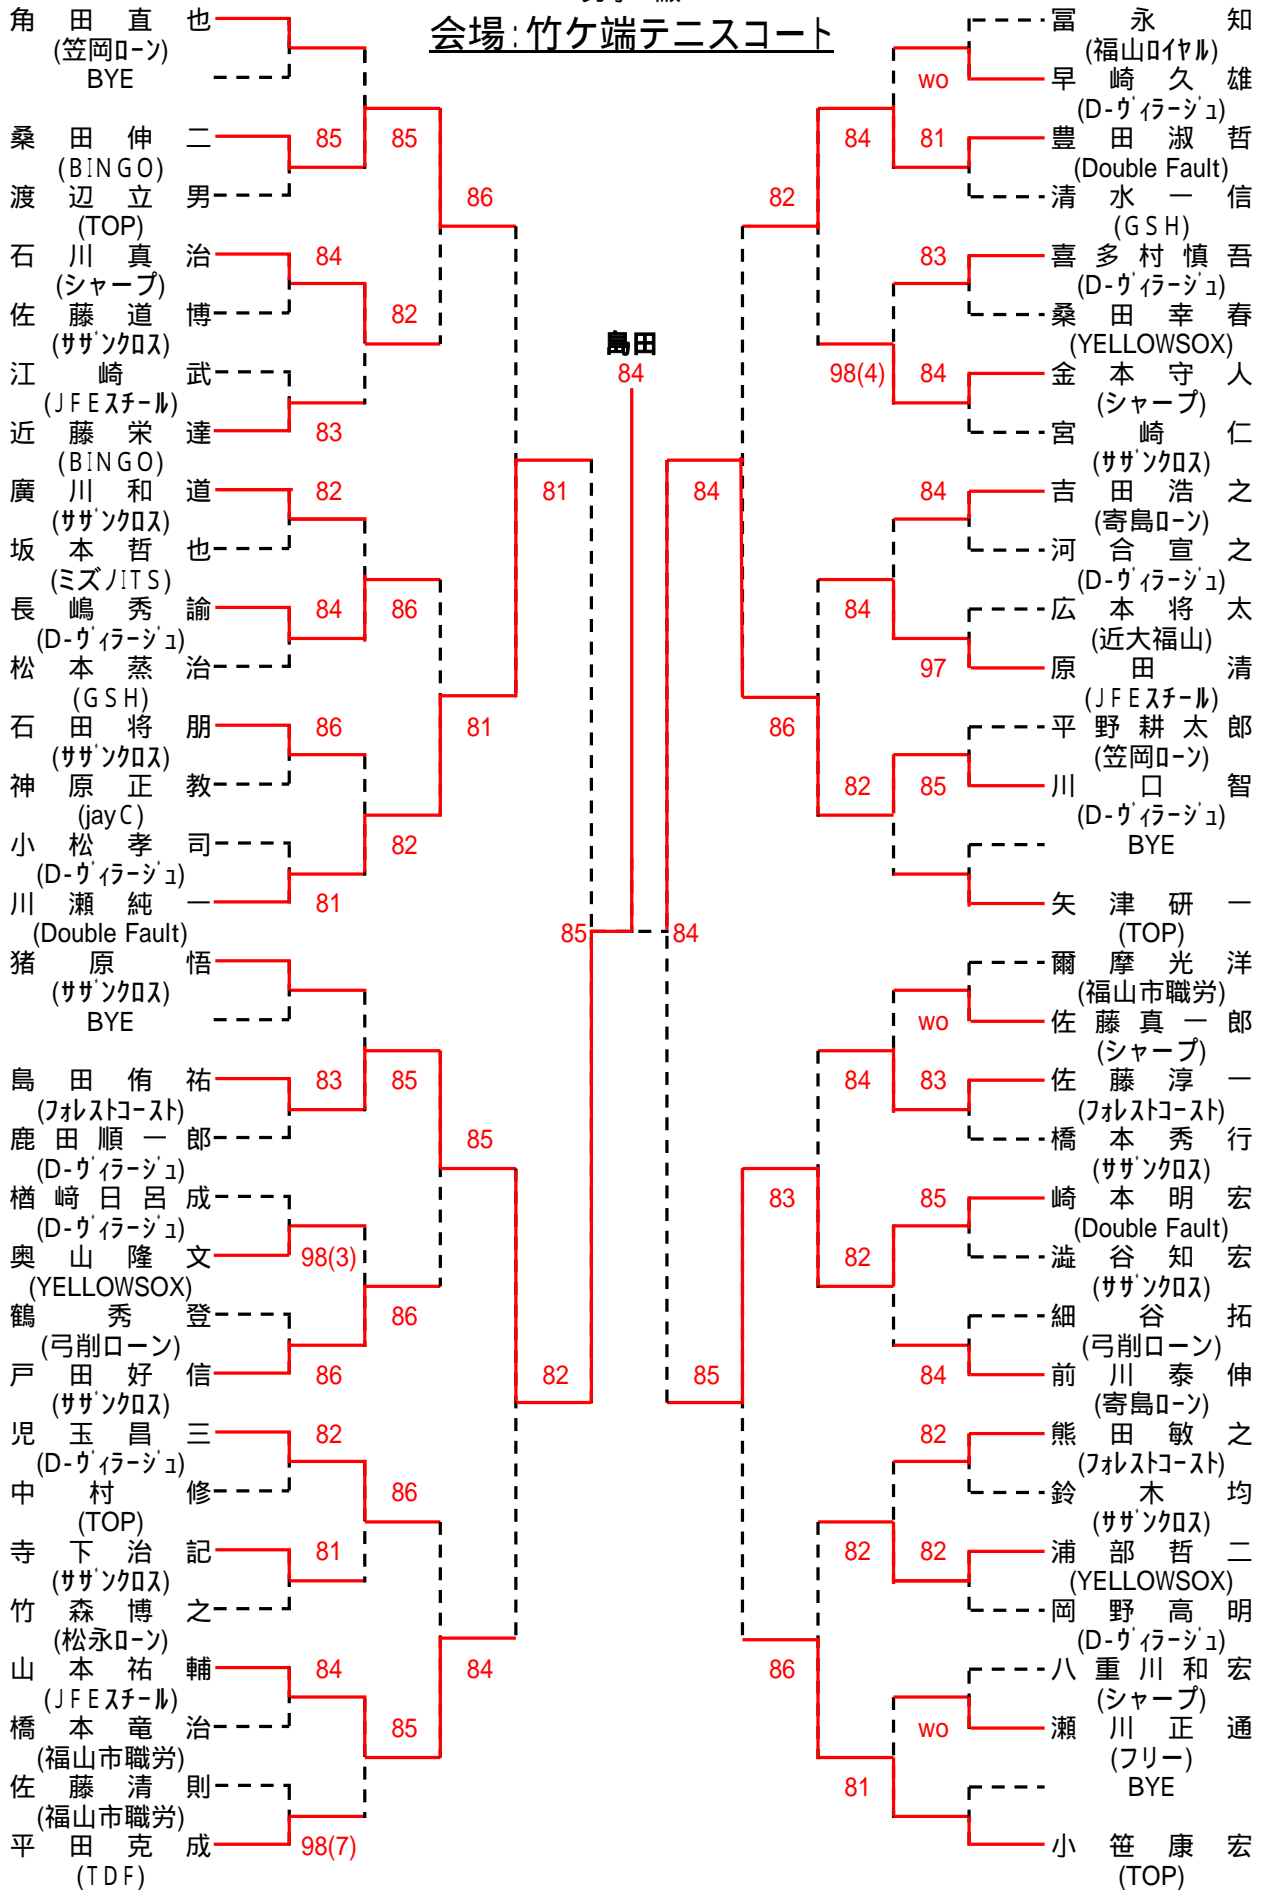 会場:竹ケ端テニスコート
角田直也
(笠岡ローン)
BYE
桑田伸二
(BINGO)
渡辺立男
(TOP)
石川真治
(シャープ)
佐藤道博
(サザンクロス)
江崎武
(JFEスチール)
近藤栄達
(BINGO)
廣川和道
(サザンクロス)
坂本哲也
(ミズノITS)
長嶋秀諭
(D-ヴィラージュ)
松本蒸治
(GSH)
石田将朋
(サザンクロス)
神原正教
(jayC)
小松孝司
(D-ヴィラージュ)
川瀬純一
(Double Fault)
猪原悟
(サザンクロス)
BYE
島田侑祐
(フォレストコースト)
鹿田順一郎
(D-ヴィラージュ)
楢﨑日呂成
(D-ヴィラージュ)
奥山隆文
(YELLOWSOX)
鶴秀登
(弓削ローン)
戸田好信
(サザンクロス)
児玉昌三
(D-ヴィラージュ)
中村修
(TOP)
寺下治記
(サザンクロス)
竹森博之
(松永ローン)
山本祐輔
(JFEスチール)
橋本竜治
(福山市職労)
佐藤清則
(福山市職労)
平田克成
(TDF)
85
84
83
82
84
86
81
83
98(3)
86
82
81
84
98(7)
85
82
86
82
85
86
86
85
86
81
85
84
81
82
85
島田
84
84
84
85
82
86
83
86
84
98(4)
84
82
84
82
82
81
wo
81
83
84
84
97
85
wo
83
85
84
82
82
wo
冨永知
(福山ロイヤル)
早崎久雄
(D-ヴィラージュ)
豊田淑哲
(Double Fault)
清水一信
(GSH)
喜多村慎吾
(D-ヴィラージュ)
桑田幸春
(YELLOWSOX)
金本守人
(シャープ)
宮崎仁
(サザンクロス)
吉田浩之
(寄島ローン)
河合宣之
(D-ヴィラージュ)
広本将太
(近大福山)
原田清
(JFEスチール)
平野耕太郎
(笠岡ローン)
川口智
(D-ヴィラージュ)
BYE
矢津研一
(TOP)
爾摩光洋
(福山市職労)
佐藤真一郎
(シャープ)
佐藤淳一
(フォレストコースト)
橋本秀行
(サザンクロス)
崎本明宏
(Double Fault)
澁谷知宏
(サザンクロス)
細谷拓
(弓削ローン)
前川泰伸
(寄島ローン)
熊田敏之
(フォレストコースト)
鈴木均
(サザンクロス)
浦部哲二
(YELLOWSOX)
岡野高明
(D-ヴィラージュ)
八重川和宏
(シャープ)
瀬川正通
(フリー)
BYE
小笹康宏
(TOP)